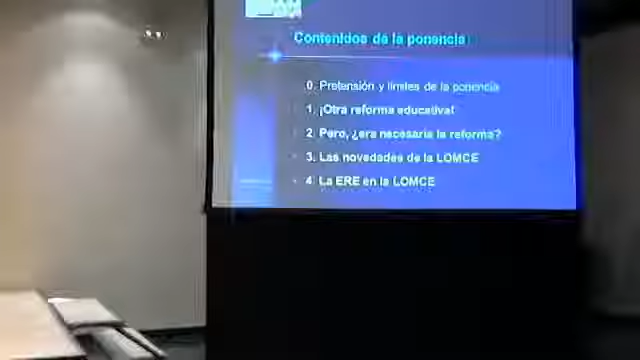 Contenidos de la ponencia
0. Pretensión y límites de la ponencia
1. ¡Otra reforma educativa!
2. Pero, ¿era necesaria la reforma?
3. Las novedades de la LOMCE
4. La ERE en la LOMCE